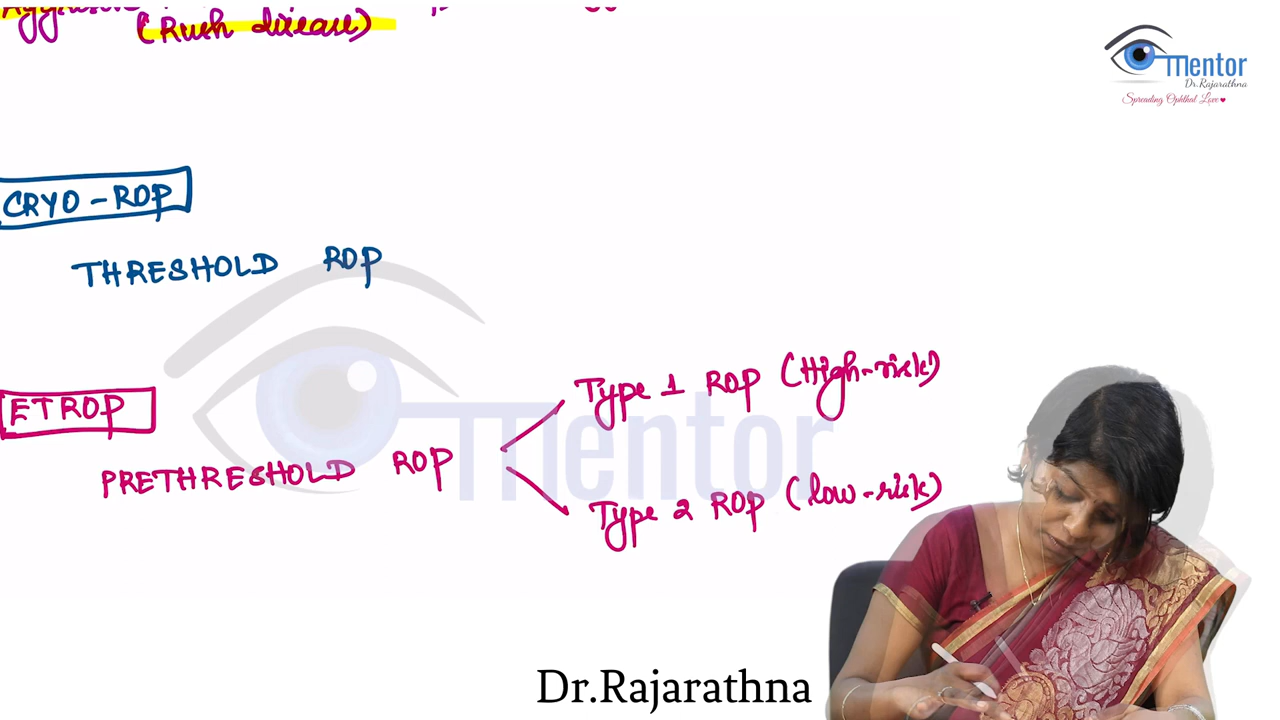 (Rush disease)
mentor
Dr.Rajarathna
Spreading Ophthal Love
CRYO-ROP
THRESHOLD ROP
ETROP
PRETHRESHOLD ROP
Type 1 ROP (High-risk)
Type 2 ROP (low-risk)
mentor
Dr.Rajarathna